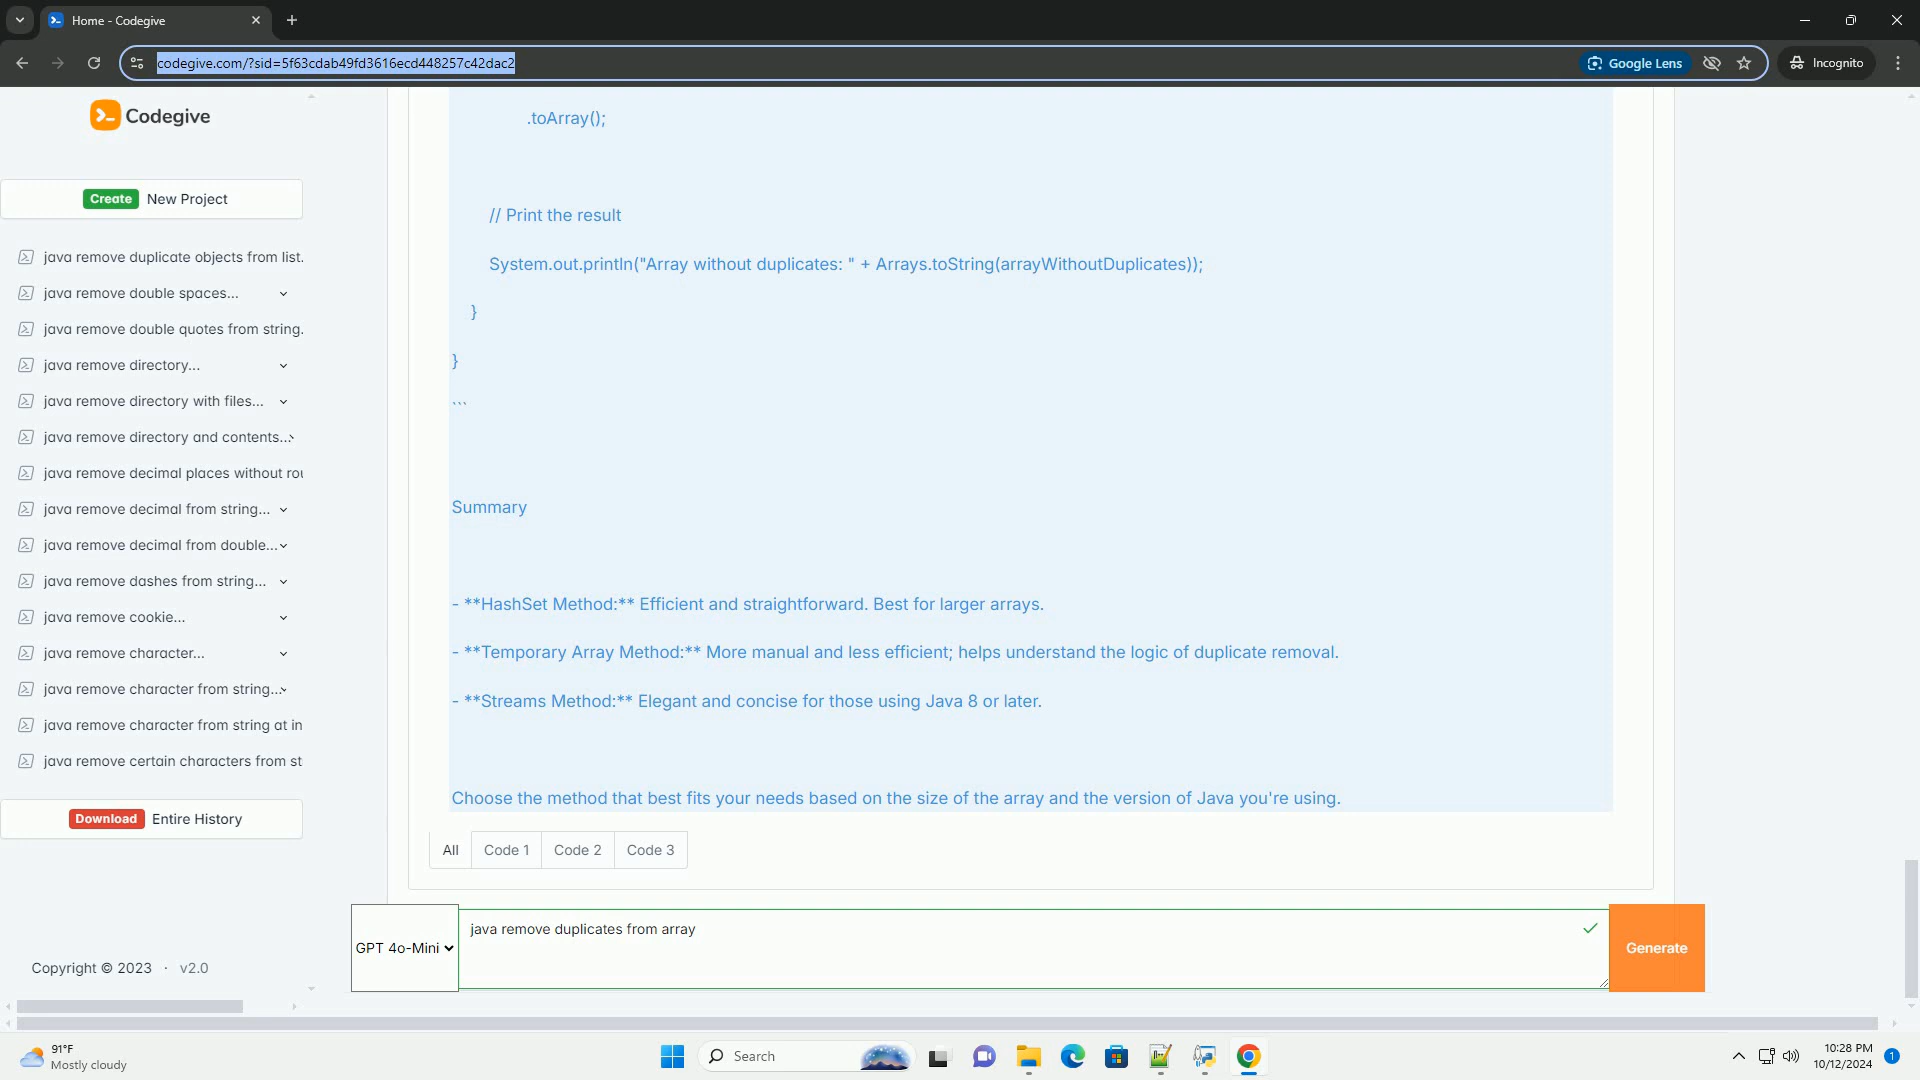 Home - Codegive
codegive.com/?sid=5f63cdab49fd3616ecd448257c42dac2
Google Lens
Incognito
Codegive
Create New Project
java remove duplicate objects from list.
java remove double spaces...
java remove double quotes from string.
java remove directory...
java remove directory with files...
java remove directory and contents...
java remove decimal places without rou
java remove decimal from string...
java remove decimal from double...
java remove dashes from string...
java remove cookie...
java remove character...
java remove character from string...
java remove character from string at in
java remove certain characters from st
Download Entire History
Copyright © 2023 · v2.0
.toArray();
// Print the result
System.out.println("Array without duplicates: " + Arrays.toString(arrayWithoutDuplicates));
}
}
```
Summary
- **HashSet Method:** Efficient and straightforward. Best for larger arrays.
- **Temporary Array Method:** More manual and less efficient; helps understand the logic of duplicate removal.
- **Streams Method:** Elegant and concise for those using Java 8 or later.
Choose the method that best fits your needs based on the size of the array and the version of Java you're using.
All Code 1 Code 2 Code 3
GPT 4o-Mini
java remove duplicates from array
Generate
91°F
Mostly cloudy
Search
10:28 PM
10/12/2024
1